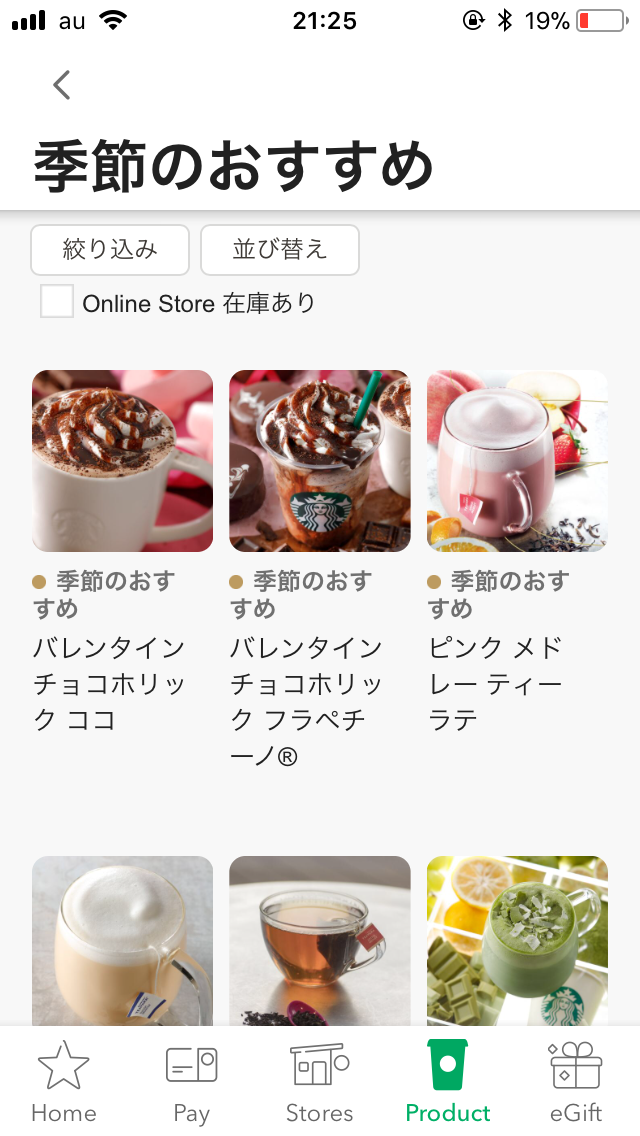 au 21:25 19%
季節のおすすめ
絞り込み 並び替え
Online Store 在庫あり
季節のおす
すめ
バレンタイン
チョコホリッ
ク ココ
季節のおす
すめ
バレンタイン
チョコホリッ
ク フラペチ
ーノ®
季節のおす
すめ
ピンク メド
レー ティー
ラテ
Home Pay Stores Product eGift